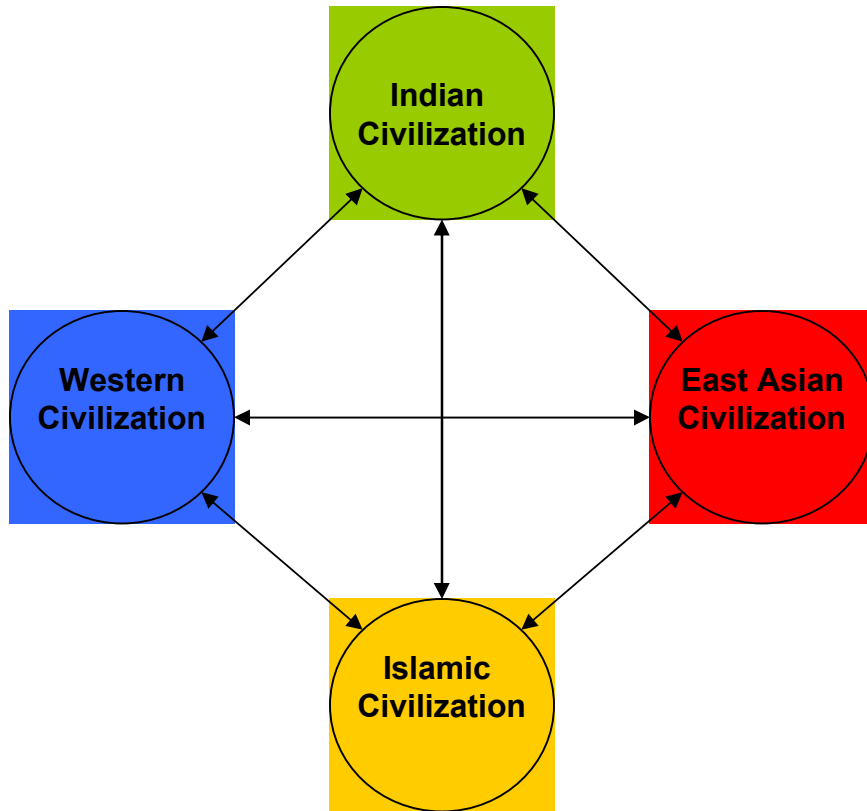 Indian
Civilization
Western
Civilization
East Asian
Civilization
Islamic
Civilization